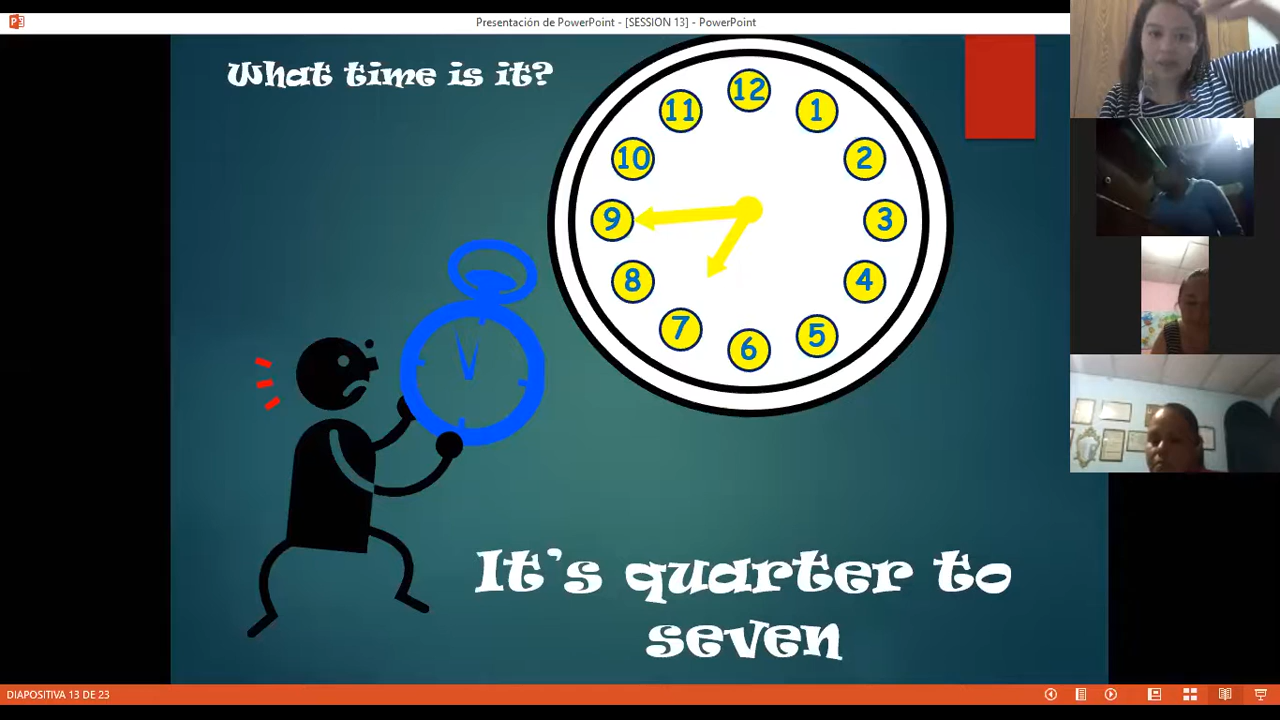 Presentación de PowerPoint - [SESSION 13] - PowerPoint
What time is it?
12
11
1
10
2
9
3
8
4
7
5
6
It's quarter to
seven
DIAPOSITIVA 13 DE 23